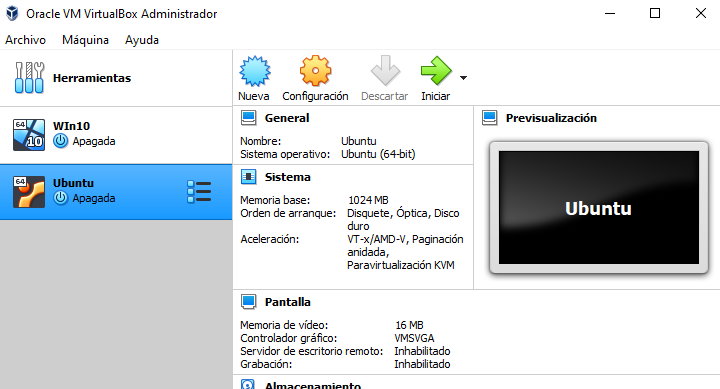 Oracle VM VirtualBox Administrador
Archivo Máquina Ayuda
Herramientas
64
10
WIn10
Apagada
64
Ubuntu
Apagada
Nueva Configuración Descartar Iniciar
General
Nombre: Ubuntu
Sistema operativo: Ubuntu (64-bit)
Sistema
Memoria base: 1024 MB
Orden de arranque: Disquete, Óptica, Disco
duro
Aceleración: VT-x/AMD-V, Paginación
anidada,
Paravirtualización KVM
Previsualización
Ubuntu
Pantalla
Memoria de vídeo: 16 MB
Controlador gráfico: VMSVGA
Servidor de escritorio remoto: Inhabilitado
Grabación: Inhabilitado
Almacenamiento